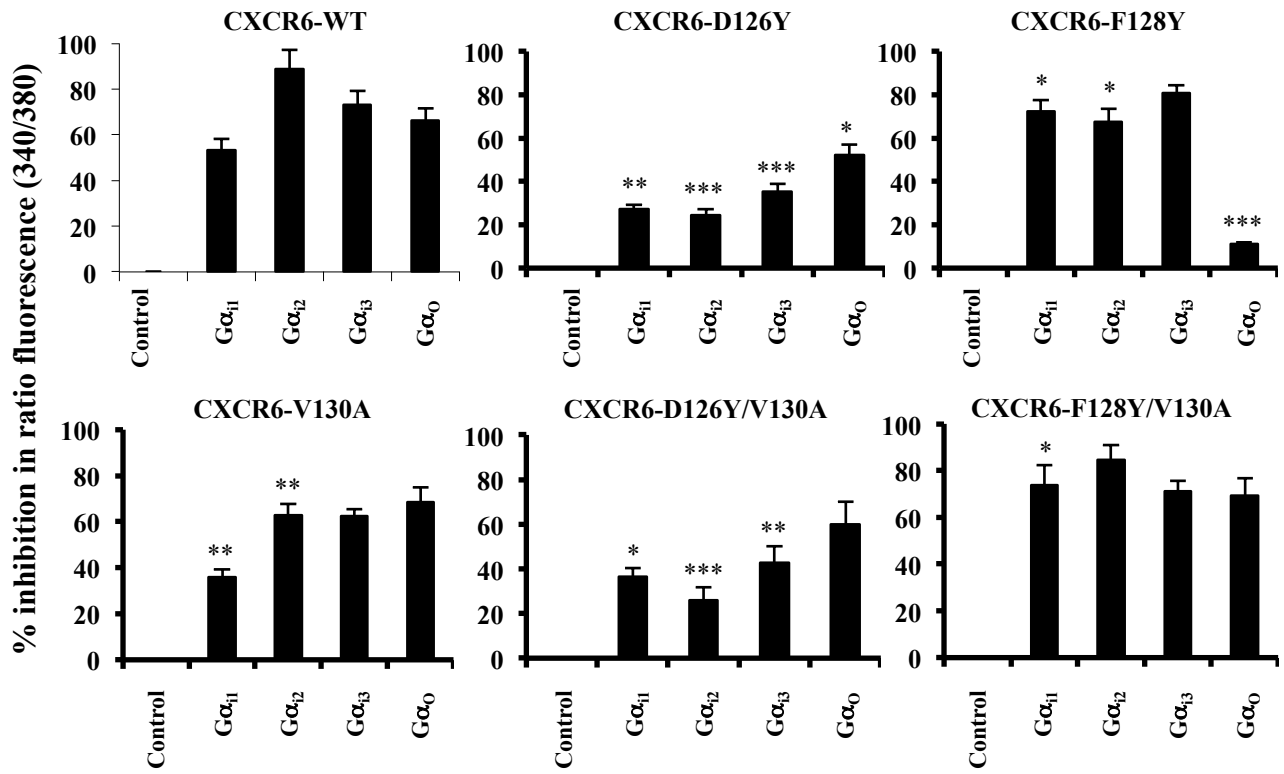 % inhibition in ratio fluorescence (340/380)
CXCR6-WT
100
80
60
40
20
0
Control
Gαi1
Gαi2
Gαi3
GαO
CXCR6-D126Y
100
80
60
40
20
0
**
***
***
*
Control
Gαi1
Gαi2
Gαi3
GαO
CXCR6-F128Y
100
80
60
40
20
0
*
*
***
Control
Gαi1
Gαi2
Gαi3
GαO
CXCR6-V130A
100
80
60
40
20
0
**
**
Control
Gαi1
Gαi2
Gαi3
GαO
CXCR6-D126Y/V130A
100
80
60
40
20
0
*
***
**
Control
Gαi1
Gαi2
Gαi3
GαO
CXCR6-F128Y/V130A
100
80
60
40
20
0
*
Control
Gαi1
Gαi2
Gαi3
GαO